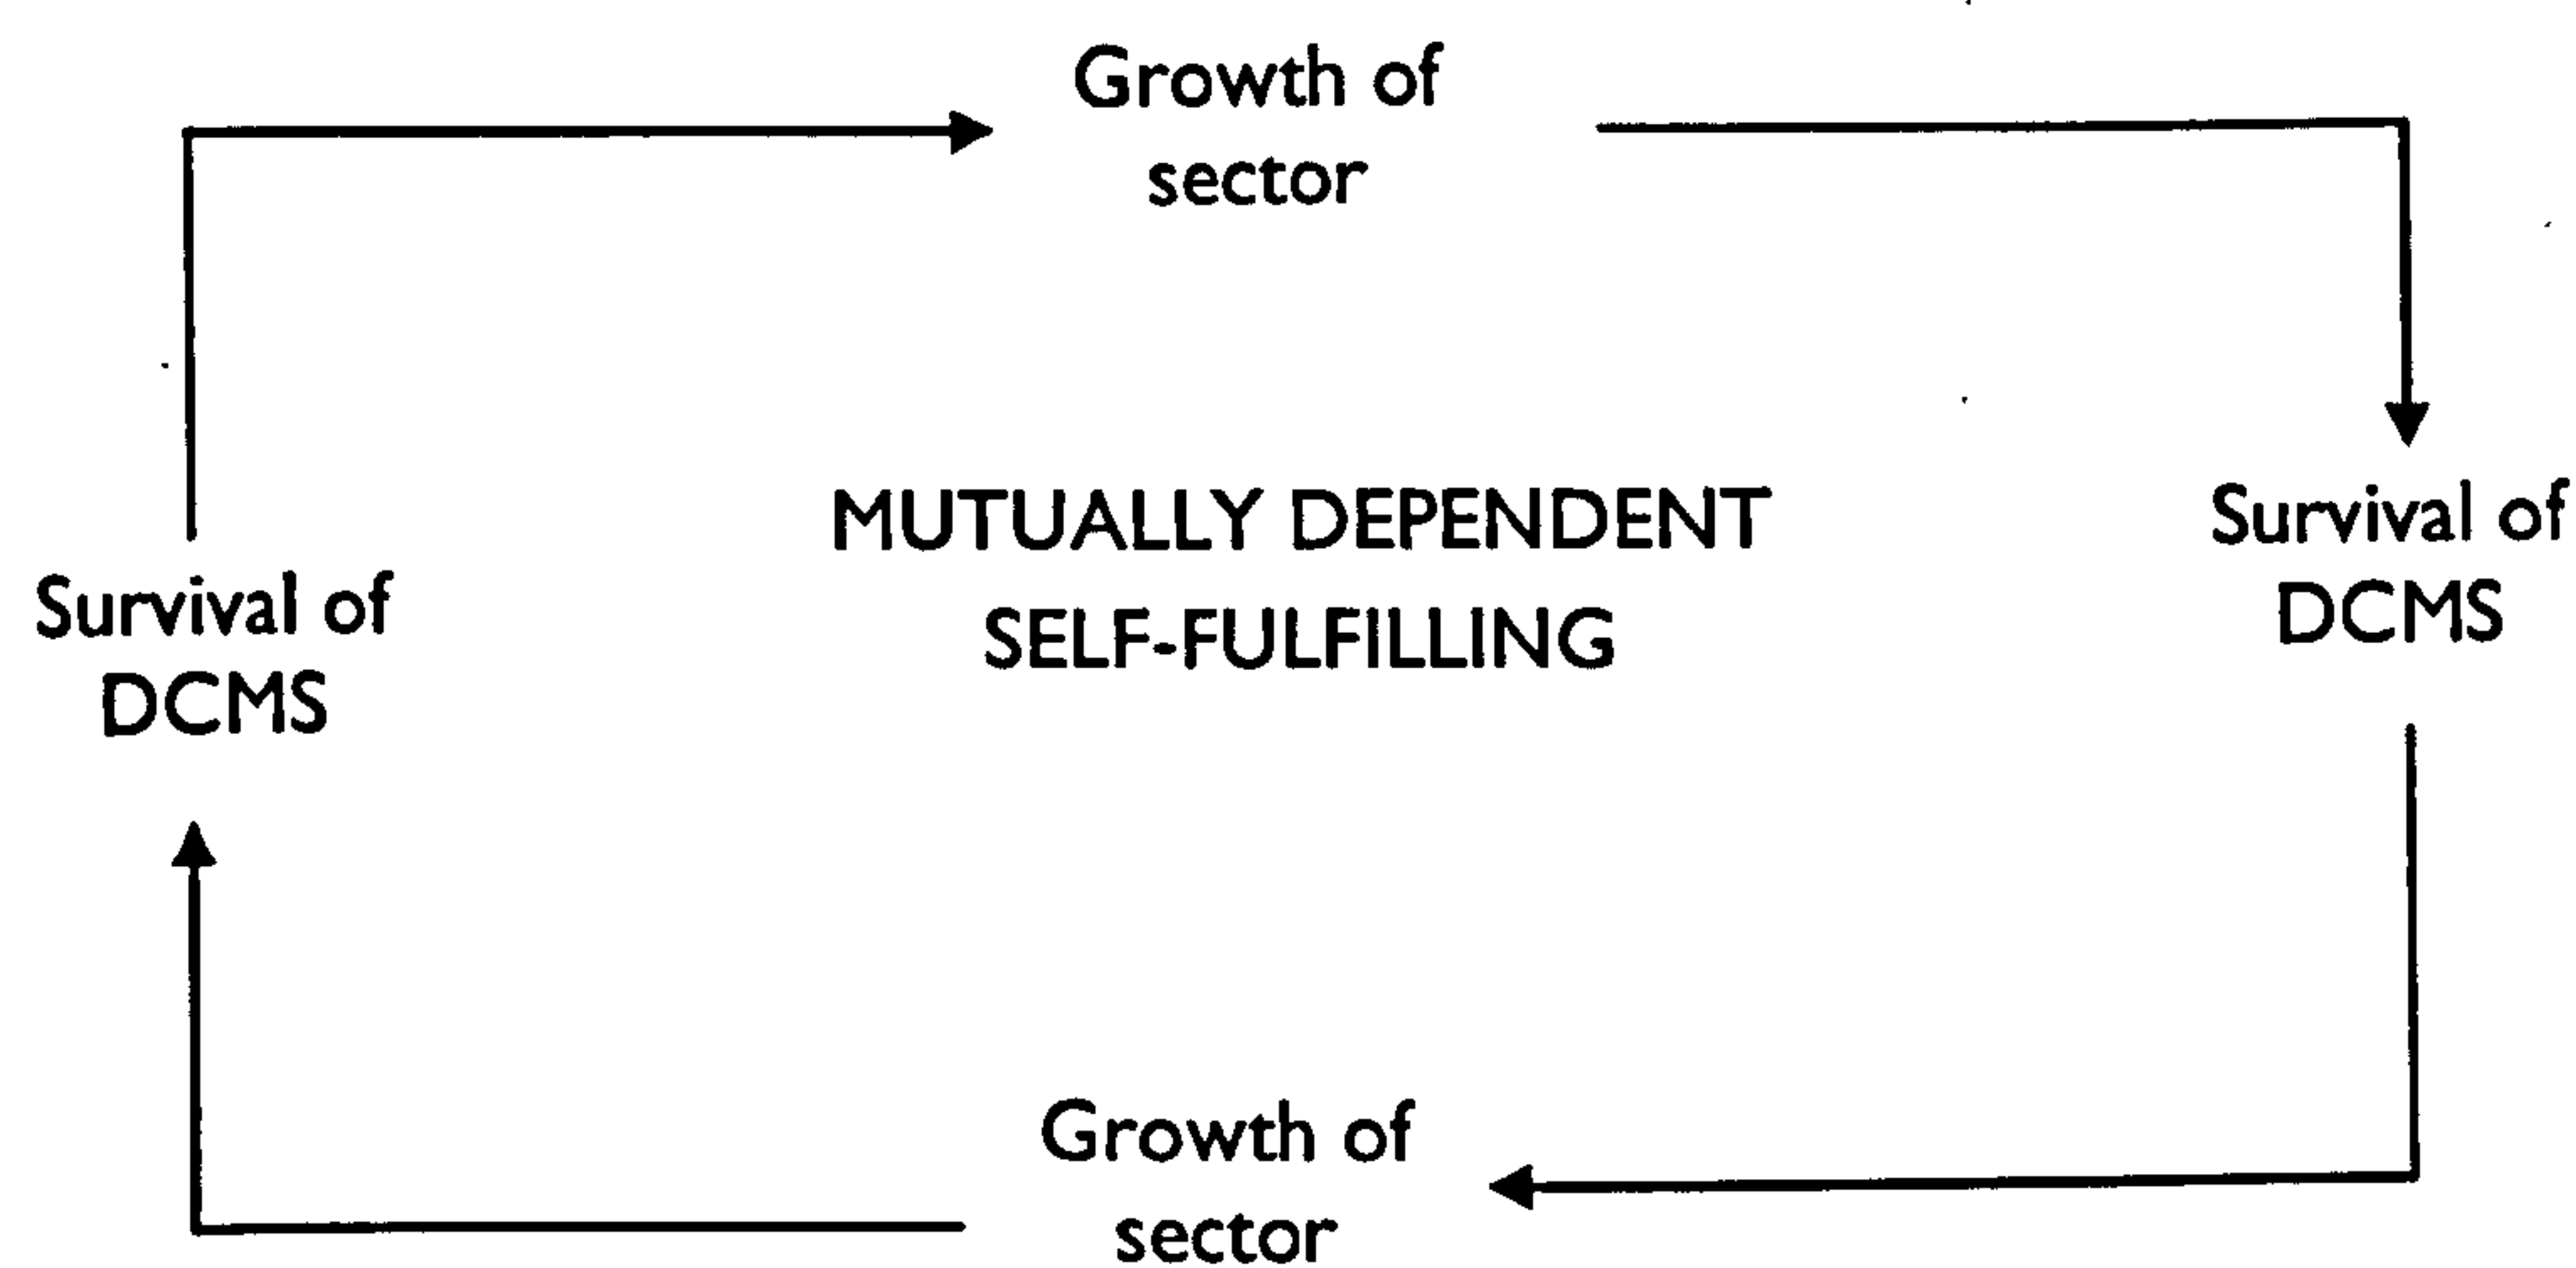 Growth of
sector
MUTUALLY DEPENDENT
SELF-FULFILLING
Survival of
DCMS
Survival of
DCMS
Growth of
sector